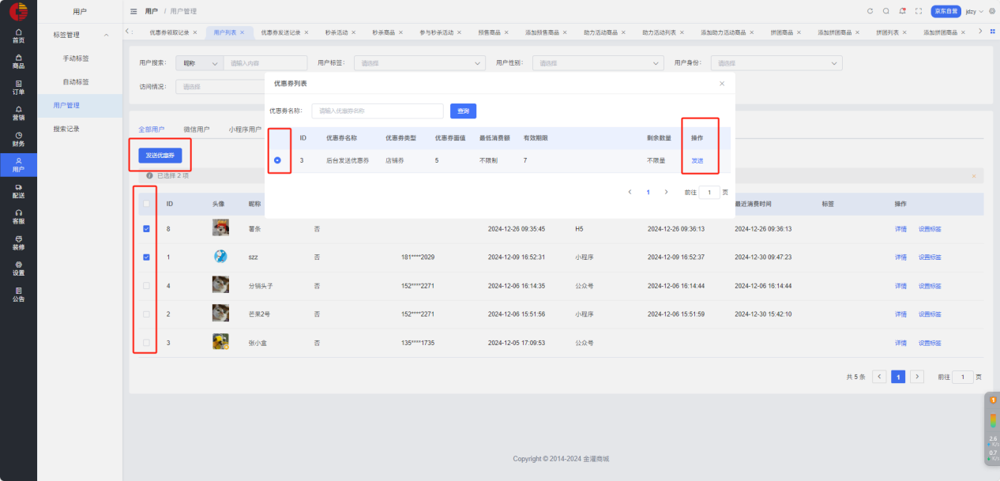 用户
用户 / 用户管理
京东自营 jdzy
首页
商品
订单
营销
财务
用户
配送
客服
装修
设置
公告
标签管理
手动标签
自动标签
用户管理
搜索记录
优惠券领取记录 × 用户列表 × 优惠券发送记录 × 秒杀活动 × 秒杀商品 × 参与秒杀活动 × 预售商品 × 添加预售商品 × 助力活动商品 × 助力活动列表 × 添加助力活动商品 × 拼团商品 × 添加拼团商品 × 拼团列表 × 添加拼团商品 ×
用户搜索: 昵称 请输入内容 用户标签: 请选择 用户性别: 请选择 用户身份: 请选择
访问情况: 请选择
优惠券列表 ×
优惠券名称: 请输入优惠券名称 查询
ID 优惠券名称 优惠券类型 优惠券面值 最低消费额 有效期限 剩余数量 操作
3 后台发送优惠券 店铺券 5 不限制 7 不限量 发送
1 前往 1 页
全部用户 微信用户 小程序用户
发送优惠券
已选择 2 项 ×
ID 头像 昵称 最近消费时间 标签 操作
8 薯条 否 2024-12-26 09:35:45 H5 2024-12-26 09:36:13 2024-12-26 09:36:13 详情 设置标签
1 szz 否 181****2029 2024-12-09 16:52:31 小程序 2024-12-09 16:52:37 2024-12-30 09:47:23 详情 设置标签
4 分销头子 否 152****2271 2024-12-06 16:14:35 公众号 2024-12-06 16:14:44 2024-12-06 16:14:44 详情 设置标签
2 芒果2号 否 152****2271 2024-12-06 15:51:56 小程序 2024-12-06 15:51:59 2024-12-30 15:42:10 详情 设置标签
3 张小盒 否 135****1735 2024-12-05 17:09:53 公众号 详情 设置标签
共 5 条 1 前往 1 页
Copyright © 2014-2024 金灌商城
1
2.6
0.7